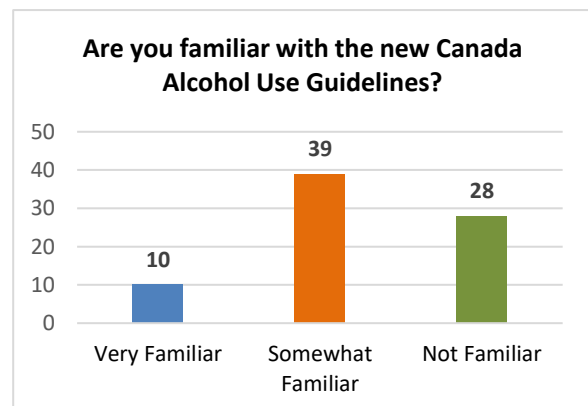 Are you familiar with the new Canada
Alcohol Use Guidelines?
50
40
30
20
10
0
10
39
28
Very Familiar
Somewhat
Familiar
Not Familiar